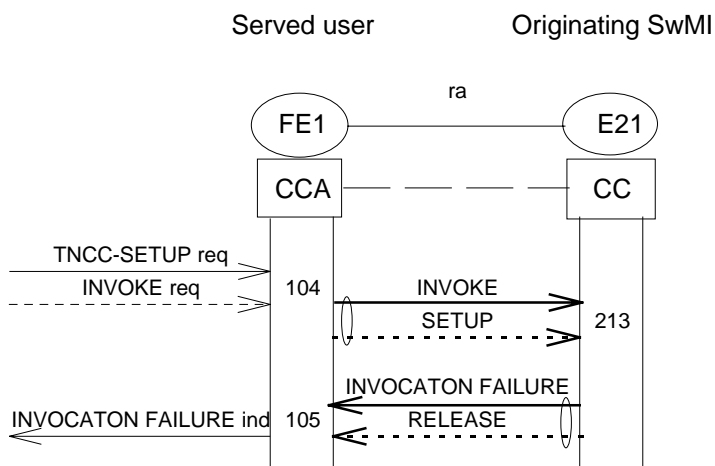 Served user
Originating SwMI
ra
FE1
E21
CCA
CC
TNCC-SETUP req
INVOKE req
104
INVOKE
SETUP
213
INVOCATON FAILURE
INVOCATON FAILURE ind
105
RELEASE